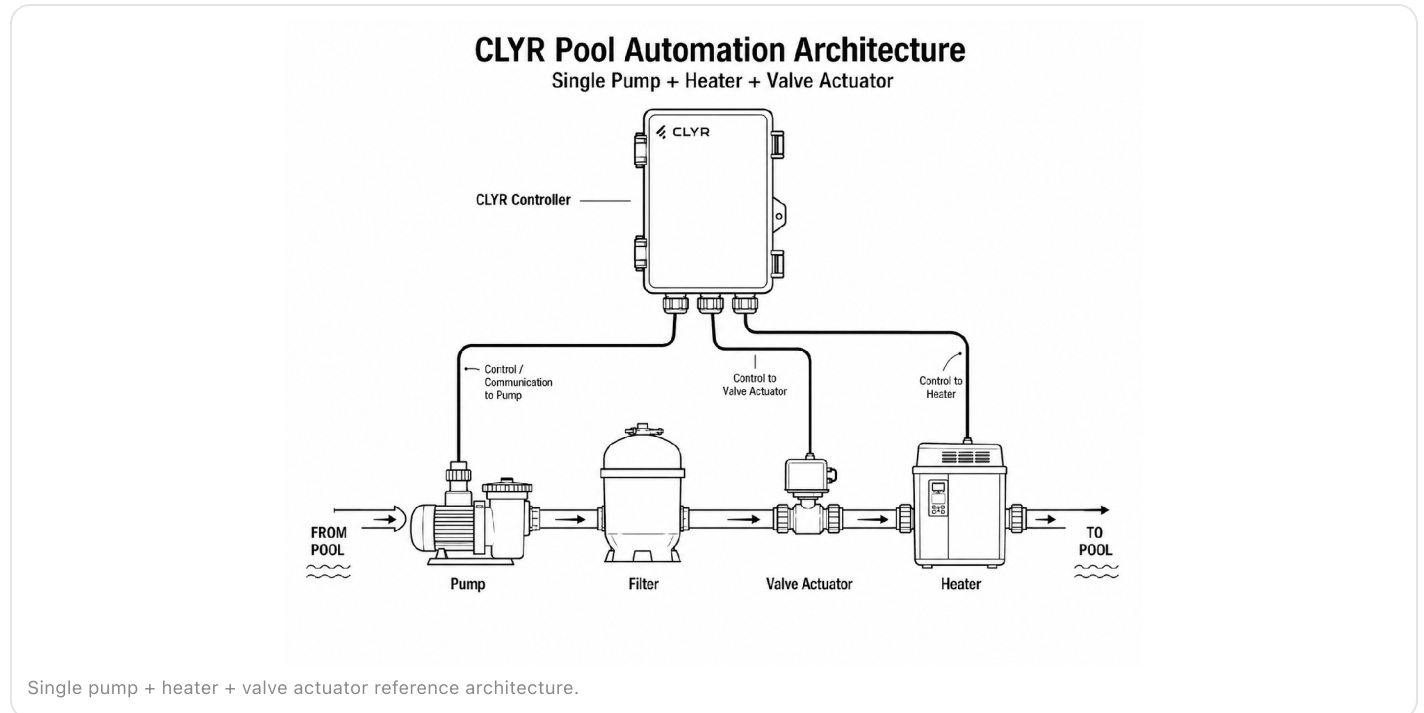 CLYR Pool Automation Architecture
Single Pump + Heater + Valve Actuator
CLYR
CLYR Controller
Control /
Communication
to Pump
Control to
Valve Actuator
Control to
Heater
FROM
POOL
TO
POOL
Pump
Filter
Valve Actuator
Heater
Single pump + heater + valve actuator reference architecture.